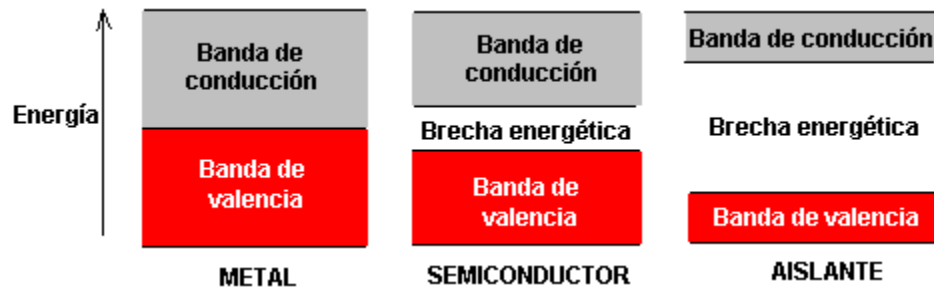 Energía
Banda de
conducción
Banda de
valencia
METAL
Banda de
conducción
Brecha energética
Banda de
valencia
SEMICONDUCTOR
Banda de conducción
Brecha energética
Banda de valencia
AISLANTE